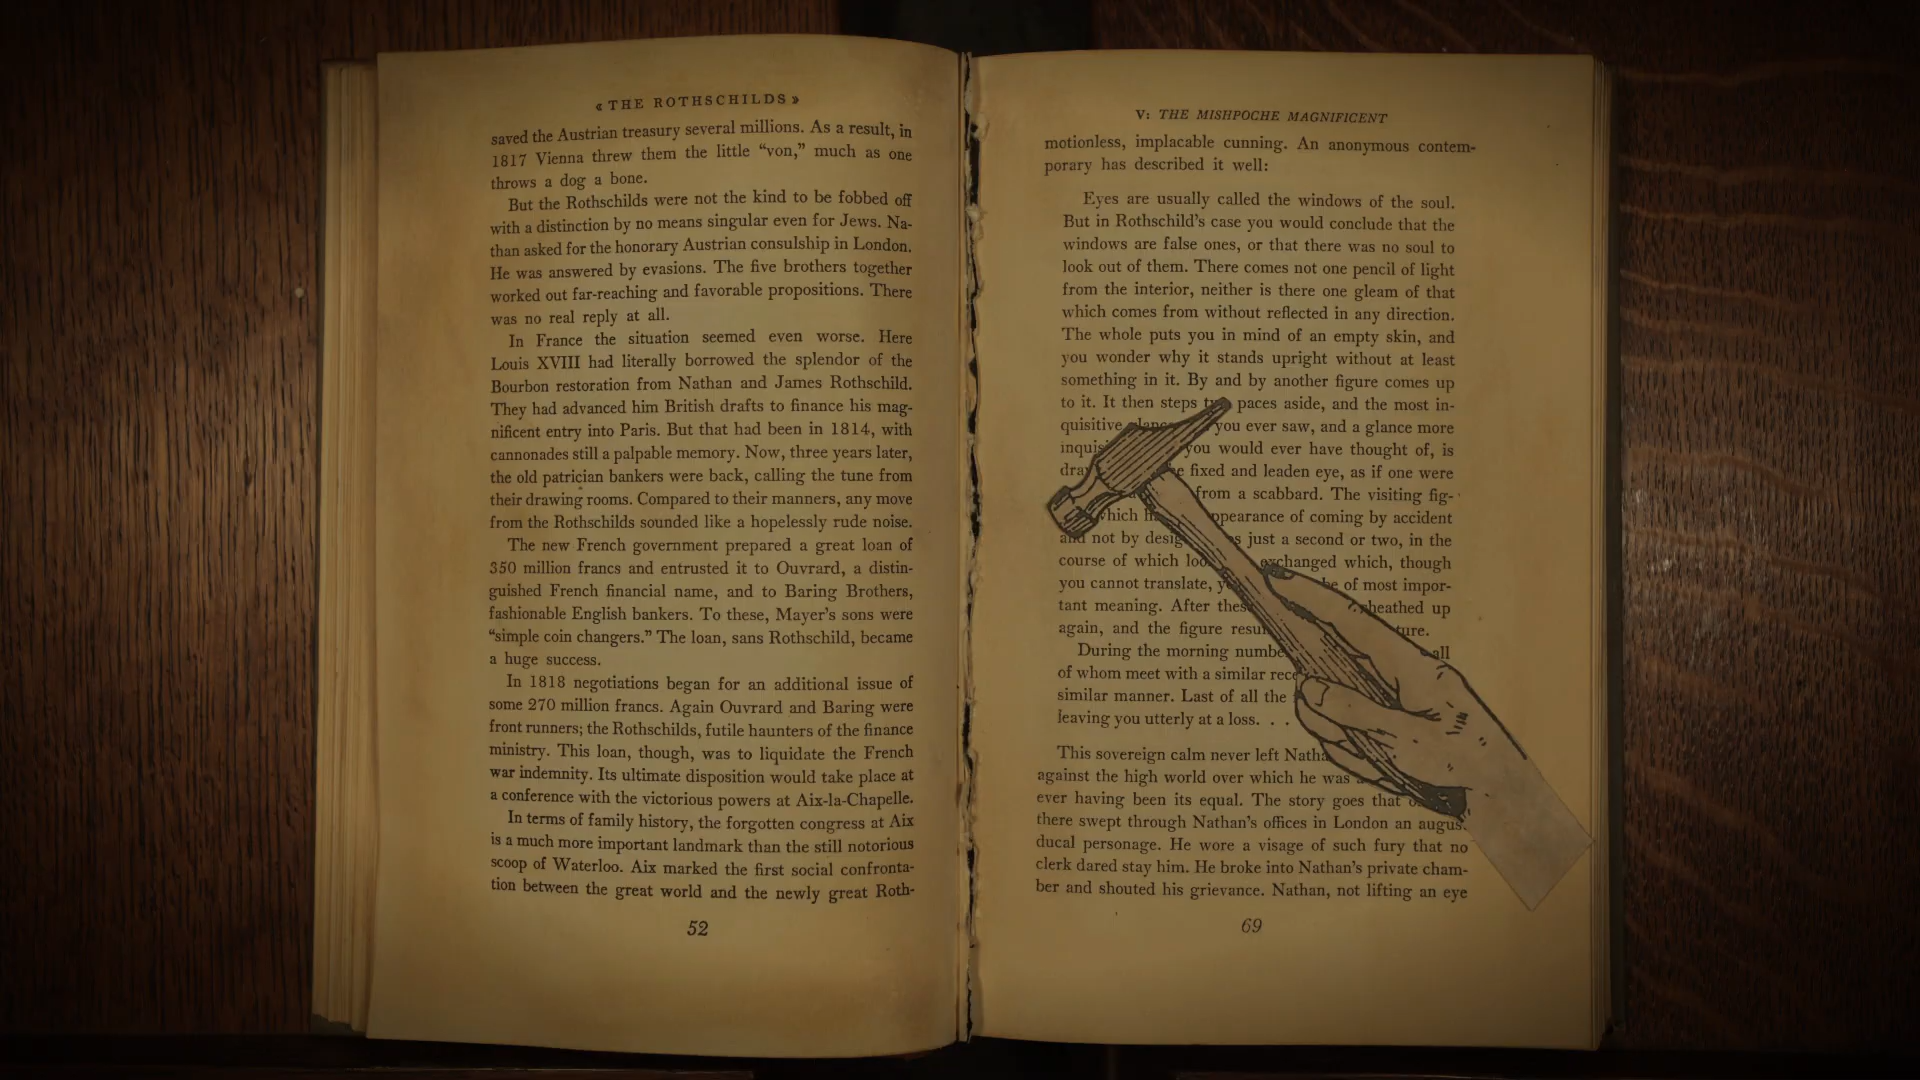 « THE ROTHSCHILDS »
saved the Austrian treasury several millions. As a result, in
1817 Vienna threw them the little “von,” much as one
throws a dog a bone.
But the Rothschilds were not the kind to be fobbed off
with a distinction by no means singular even for Jews. Na-
than asked for the honorary Austrian consulship in London.
He was answered by evasions. The five brothers together
worked out far-reaching and favorable propositions. There
was no real reply at all.
In France the situation seemed even worse. Here
Louis XVIII had literally borrowed the splendor of the
Bourbon restoration from Nathan and James Rothschild.
They had advanced him British drafts to finance his mag-
nificent entry into Paris. But that had been in 1814, with
cannonades still a palpable memory. Now, three years later,
the old patrician bankers were back, calling the tune from
their drawing rooms. Compared to their manners, any move
from the Rothschilds sounded like a hopelessly rude noise.
The new French government prepared a great loan of
350 million francs and entrusted it to Ouvrard, a distin-
guished French financial name, and to Baring Brothers,
fashionable English bankers. To these, Mayer’s sons were
“simple coin changers.” The loan, sans Rothschild, became
a huge success.
In 1818 negotiations began for an additional issue of
some 270 million francs. Again Ouvrard and Baring were
front runners; the Rothschilds, futile haunters of the finance
ministry. This loan, though, was to liquidate the French
war indemnity. Its ultimate disposition would take place at
a conference with the victorious powers at Aix-la-Chapelle.
In terms of family history, the forgotten congress at Aix
is a much more important landmark than the still notorious
scoop of Waterloo. Aix marked the first social confronta-
tion between the great world and the newly great Roth-
52
V: THE MISHPOCHE MAGNIFICENT
motionless, implacable cunning. An anonymous contem-
porary has described it well:
Eyes are usually called the windows of the soul.
But in Rothschild’s case you would conclude that the
windows are false ones, or that there was no soul to
look out of them. There comes not one pencil of light
from the interior, neither is there one gleam of that
which comes from without reflected in any direction.
The whole puts you in mind of an empty skin, and
you wonder why it stands upright without at least
something in it. By and by another figure comes up
to it. It then steps paces aside, and the most in-
quisitive you ever saw, and a glance more
you would ever have thought of, is
fixed and leaden eye, as if one were
from a scabbard. The visiting fig-
which appearance of coming by accident
and not by just a second or two, in the
course of which exchanged which, though
you cannot translate, be of most impor-
tant meaning. After sheathed up
again, and the figure
During the morning all
of whom meet with a similar
similar manner. Last of all the
leaving you utterly at a loss. . .
This sovereign calm never left
against the high world over which he was
ever having been its equal. The story goes that
there swept through Nathan’s offices in London an august
ducal personage. He wore a visage of such fury that no
clerk dared stay him. He broke into Nathan’s private cham-
ber and shouted his grievance. Nathan, not lifting an eye
69